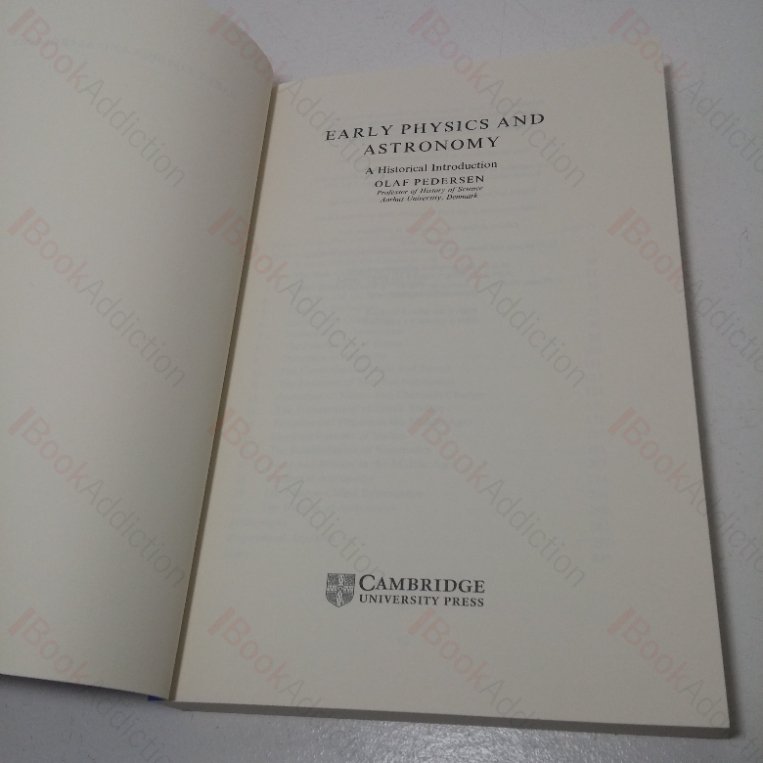 EARLY PHYSICS AND
ASTRONOMY
A Historical Introduction
OLAF PEDERSEN
Professor of History of Science
Aarhus University, Denmark
CAMBRIDGE
UNIVERSITY PRESS
BookAddiction